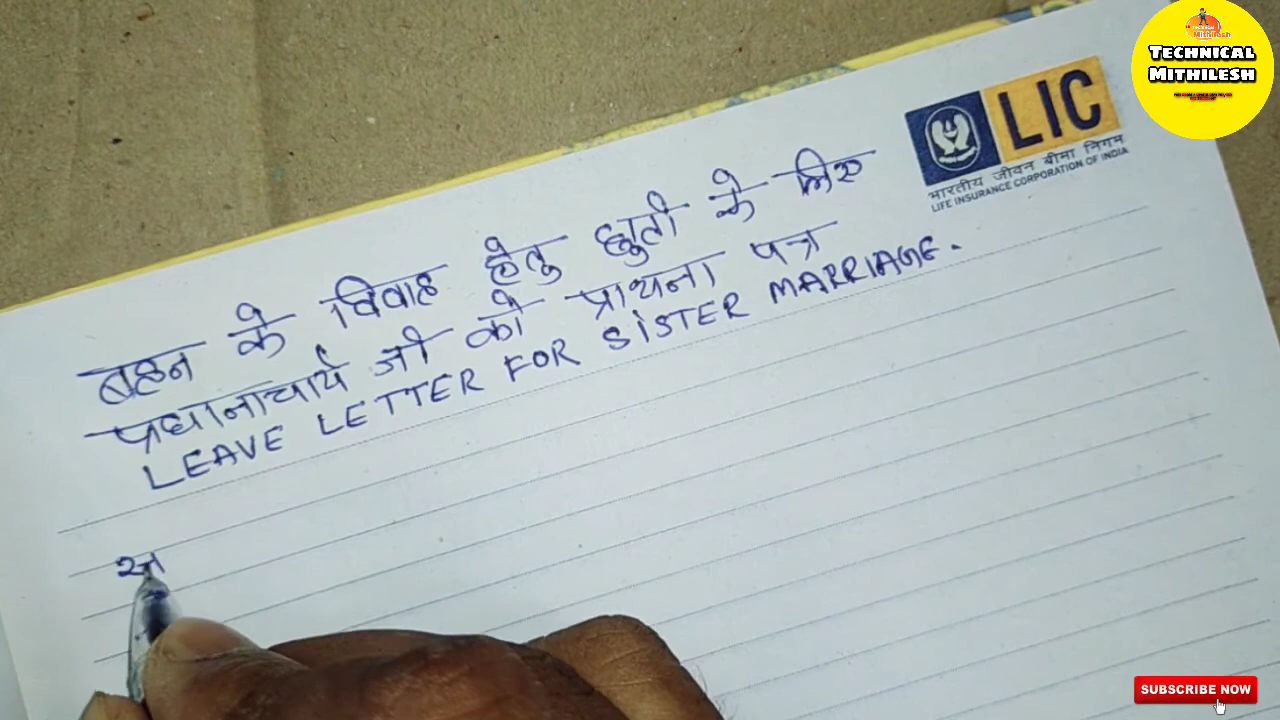 बहन के विवाह हेतु छुती के लिए
प्रधानाचार्य जी को प्राथना पत्र
LEAVE LETTER FOR SISTER MARRIAGE.
LIC
भारतीय जीवन बीमा निगम
LIFE INSURANCE CORPORATION OF INDIA
TECHNICAL
MITHILESH
SUBSCRIBE NOW